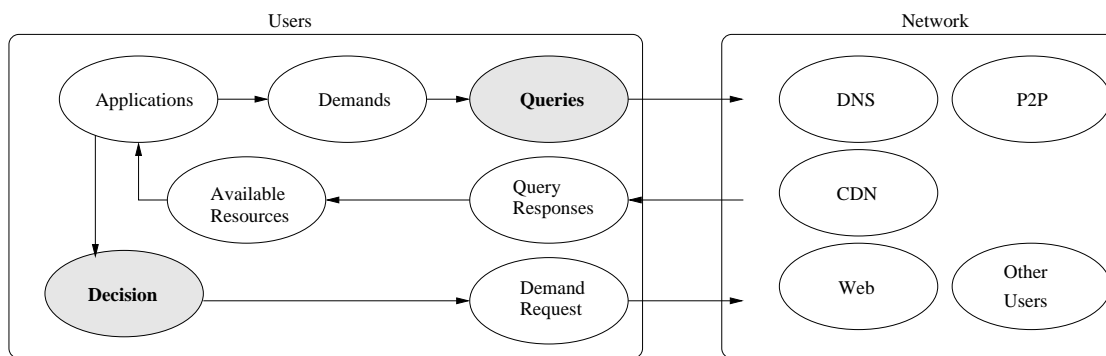 Users
Network
Applications
Demands
Queries
DNS
P2P
Available
Resources
Query
Responses
CDN
Decision
Demand
Request
Web
Other
Users